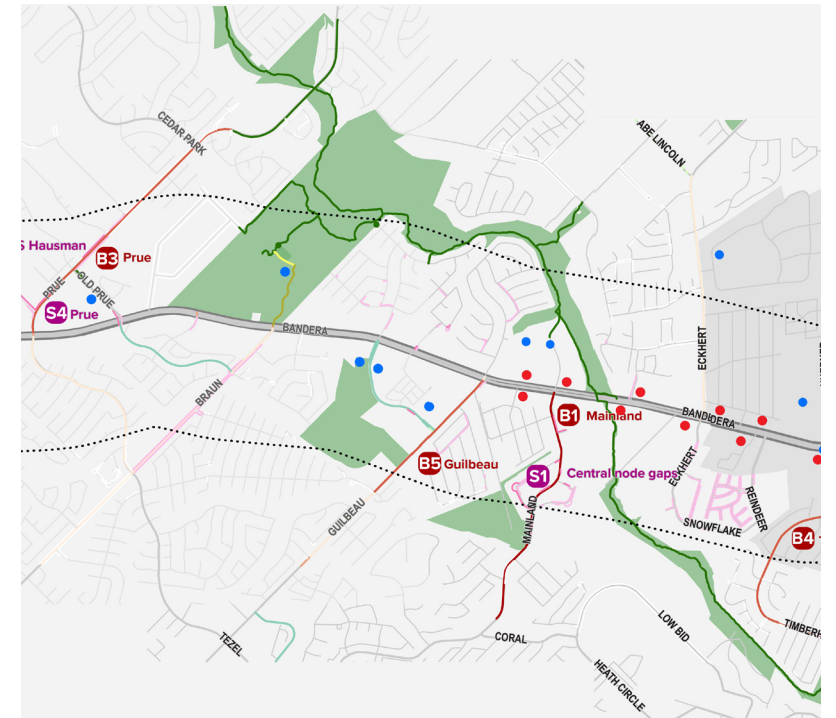 CEDAR PARK
ABE LINCOLN
S Hausman
B3 Prue
PRUE
OLD PRUE
S4 Prue
BANDERA
ECKHERT
BRAUN
B1 Mainland
BANDERA
B5 Guilbeau
S1 Central node gaps
ECKHERT
GUILBEAU
MAINLAND
REINDEER
SNOWFLAKE
B4
TIMBERH
TEZEL
CORAL
LOW BID
HEATH CIRCLE